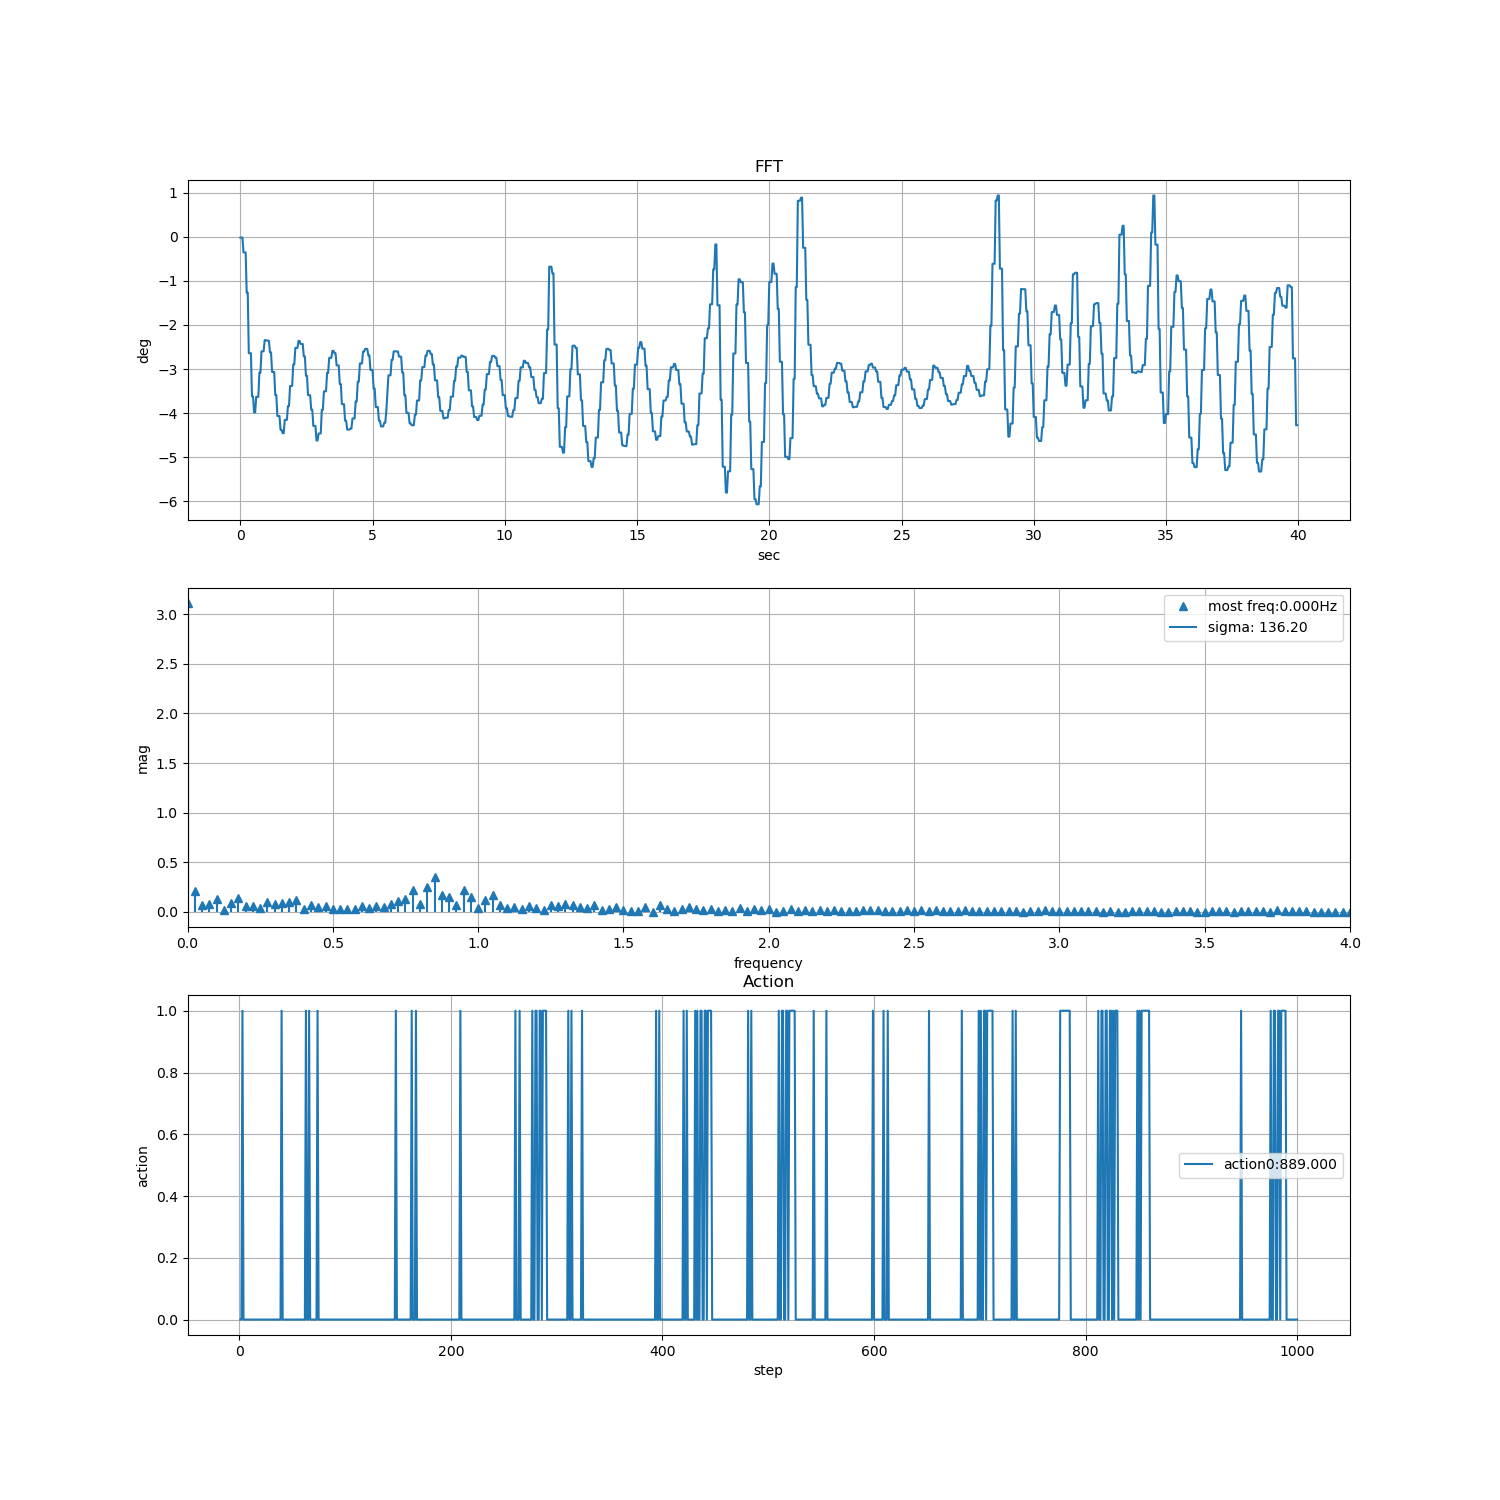 FFT
1
0
−1
−2
−3
−4
−5
−6
deg
0 5 10 15 20 25 30 35 40
sec
3.0
2.5
2.0
1.5
1.0
0.5
0.0
mag
most freq:0.000Hz
sigma: 136.20
0.0 0.5 1.0 1.5 2.0 2.5 3.0 3.5 4.0
frequency
Action
1.0
0.8
0.6
0.4
0.2
0.0
action
action0:889.000
0 200 400 600 800 1000
step